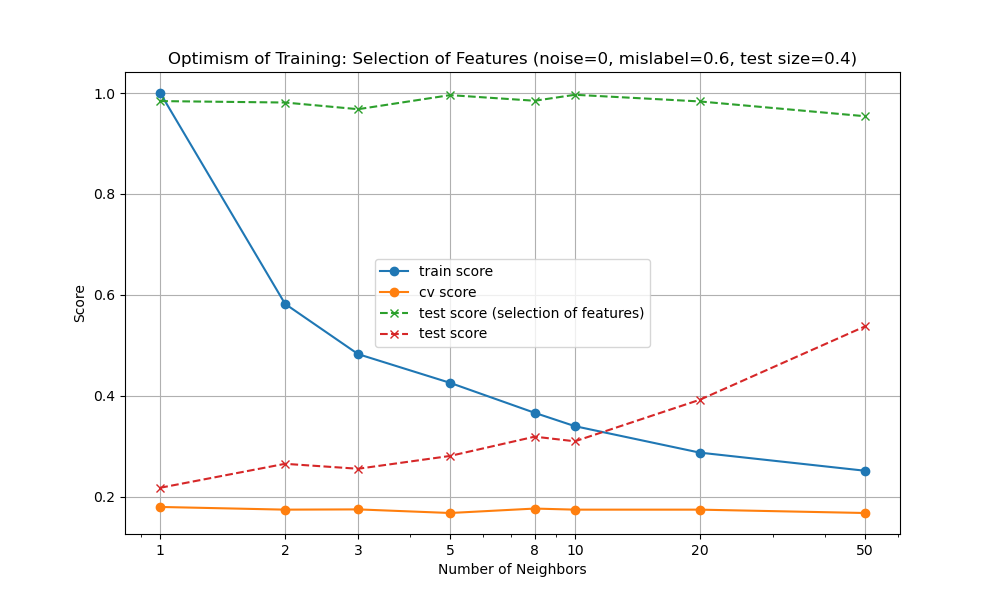 Optimism of Training: Selection of Features (noise=0, mislabel=0.6, test size=0.4)
1.0
0.8
0.6
0.4
0.2
Score
train score
cv score
test score (selection of features)
test score
1 2 3 5 8 10 20 50
Number of Neighbors